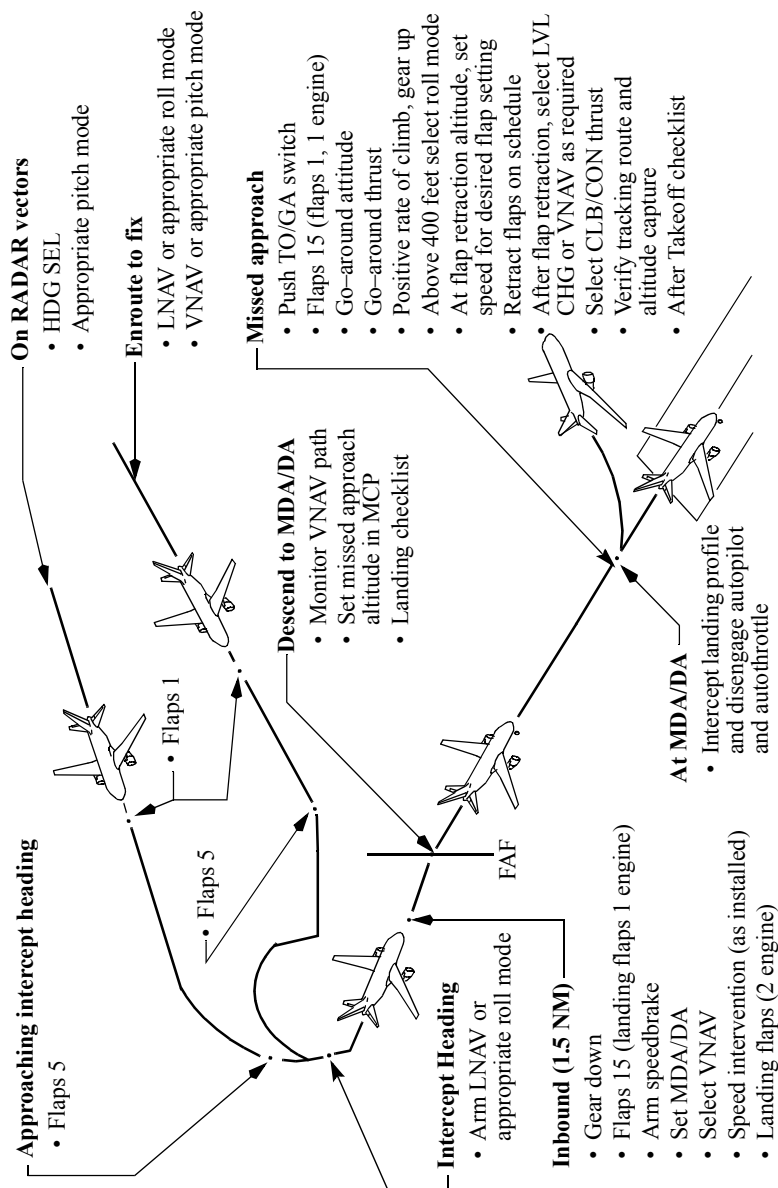 Approaching intercept heading
• Flaps 5
On RADAR vectors
• HDG SEL
• Appropriate pitch mode
• Flaps 1
Enroute to fix
• LNAV or appropriate roll mode
• VNAV or appropriate pitch mode
• Flaps 5
Intercept Heading
• Arm LNAV or
appropriate roll mode
Descend to MDA/DA
• Monitor VNAV path
• Set missed approach
altitude in MCP
• Landing checklist
Missed approach
• Push TO/GA switch
• Flaps 15 (flaps 1, 1 engine)
• Go–around attitude
• Go–around thrust
• Positive rate of climb, gear up
• Above 400 feet select roll mode
• At flap retraction altitude, set
speed for desired flap setting
• Retract flaps on schedule
• After flap retraction, select LVL
CHG or VNAV as required
• Select CLB/CON thrust
• Verify tracking route and
altitude capture
• After Takeoff checklist
FAF
Inbound (1.5 NM)
• Gear down
• Flaps 15 (landing flaps 1 engine)
• Arm speedbrake
• Set MDA/DA
• Select VNAV
• Speed intervention (as installed)
• Landing flaps (2 engine)
At MDA/DA
• Intercept landing profile
and disengage autopilot
and autothrottle